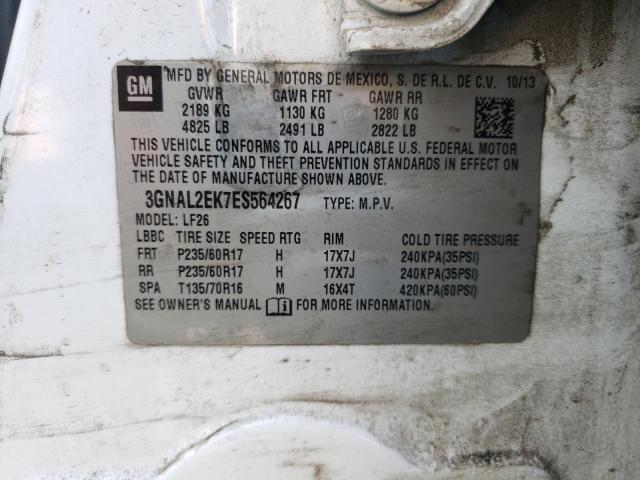 GM
MFD BY GENERAL MOTORS DE MEXICO, S. DE R.L. DE C.V. 10/13
GVWR GAWR FRT GAWR RR
2189 KG 1130 KG 1280 KG
4825 LB 2491 LB 2822 LB
THIS VEHICLE CONFORMS TO ALL APPLICABLE U.S. FEDERAL MOTOR
VEHICLE SAFETY AND THEFT PREVENTION STANDARDS IN EFFECT ON
THE DATE OF MANUFACTURE SHOWN ABOVE.
3GNAL2EK7ES564267 TYPE: M.P.V.
MODEL: LF26
LBBC TIRE SIZE SPEED RTG RIM COLD TIRE PRESSURE
FRT P235/60R17 H 17X7J 240KPA(35PSI)
RR P235/60R17 H 17X7J 240KPA(35PSI)
SPA T135/70R16 M 16X4T 420KPA(60PSI)
SEE OWNER'S MANUAL FOR MORE INFORMATION.